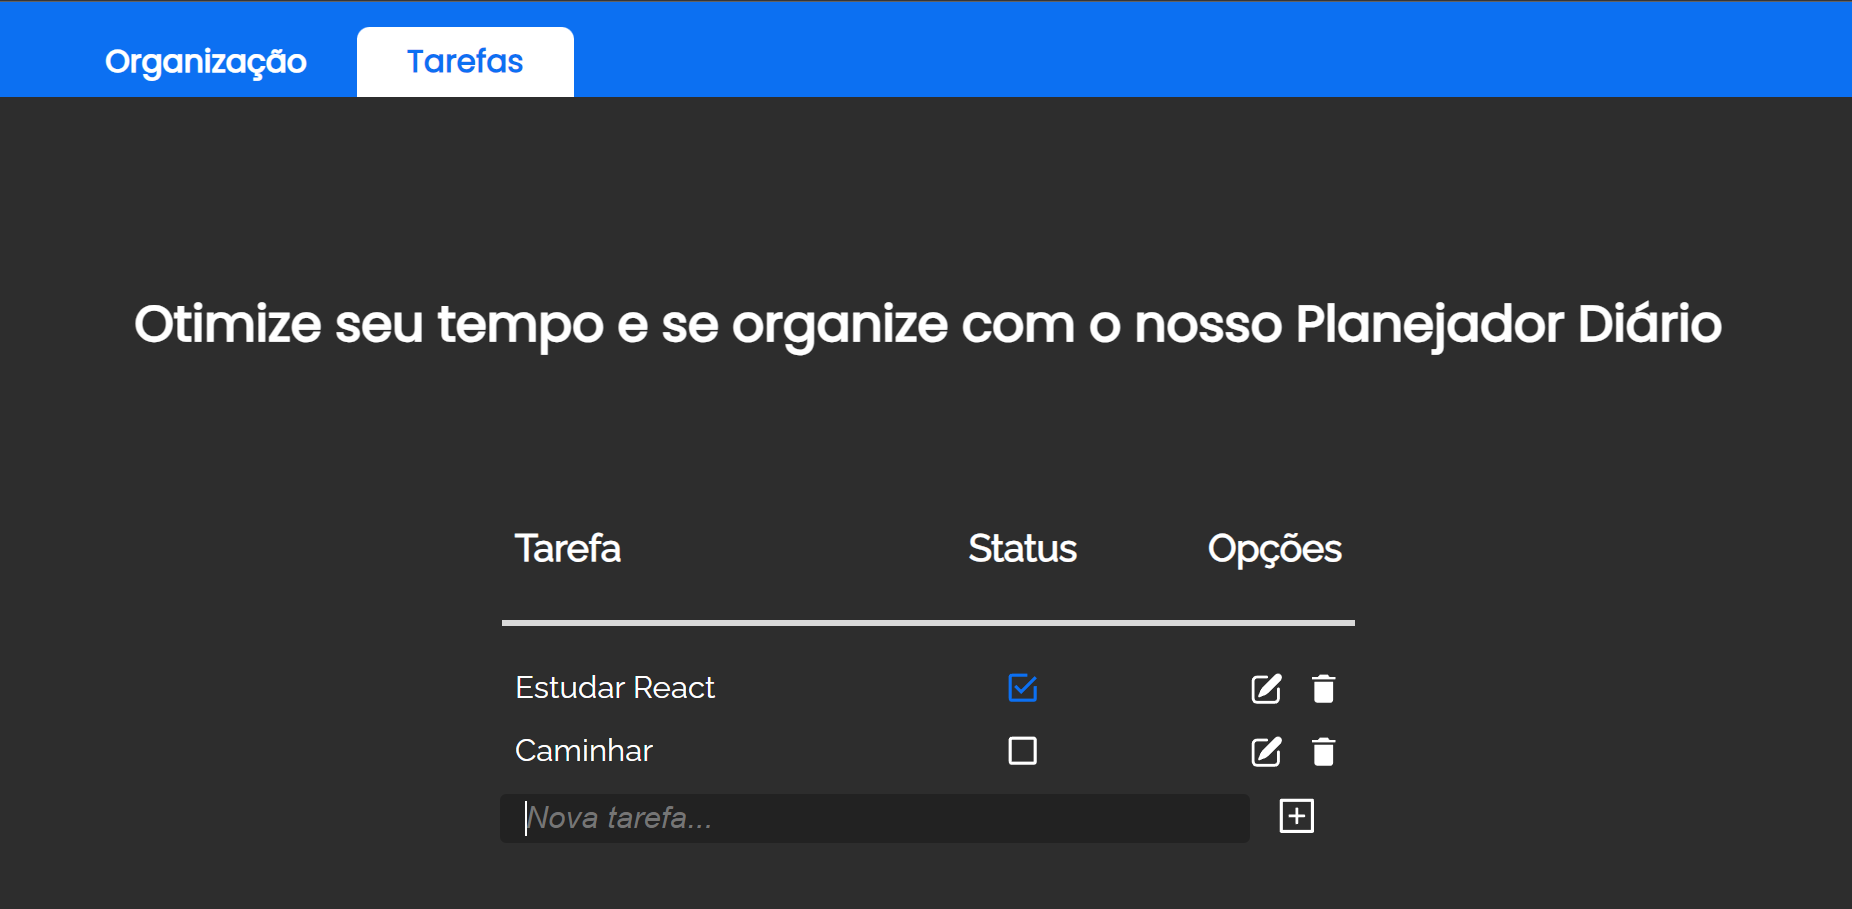 Organização Tarefas
Otimize seu tempo e se organize com o nosso Planejador Diário
Tarefa Status Opções
Estudar React
Caminhar
Nova tarefa...